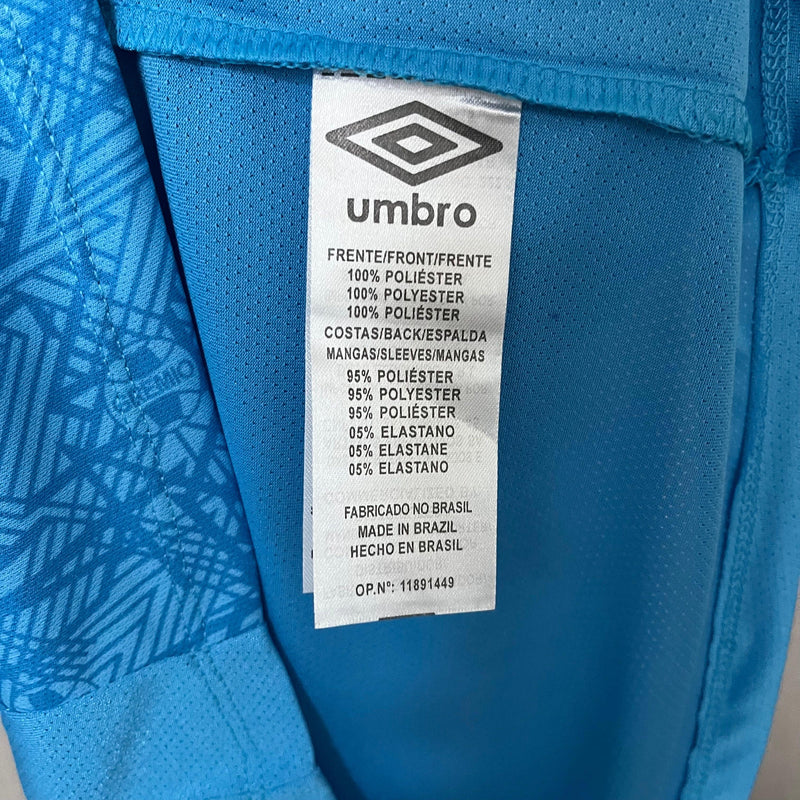 umbro
FRENTE/FRONT/FRENTE
100% POLIÉSTER
100% POLYESTER
100% POLIÉSTER
COSTAS/BACK/ESPALDA
MANGAS/SLEEVES/MANGAS
95% POLIÉSTER
95% POLYESTER
95% POLIÉSTER
05% ELASTANO
05% ELASTANE
05% ELASTANO
FABRICADO NO BRASIL
MADE IN BRAZIL
HECHO EN BRASIL
OP.Nº: 11891449
GRÊMIO